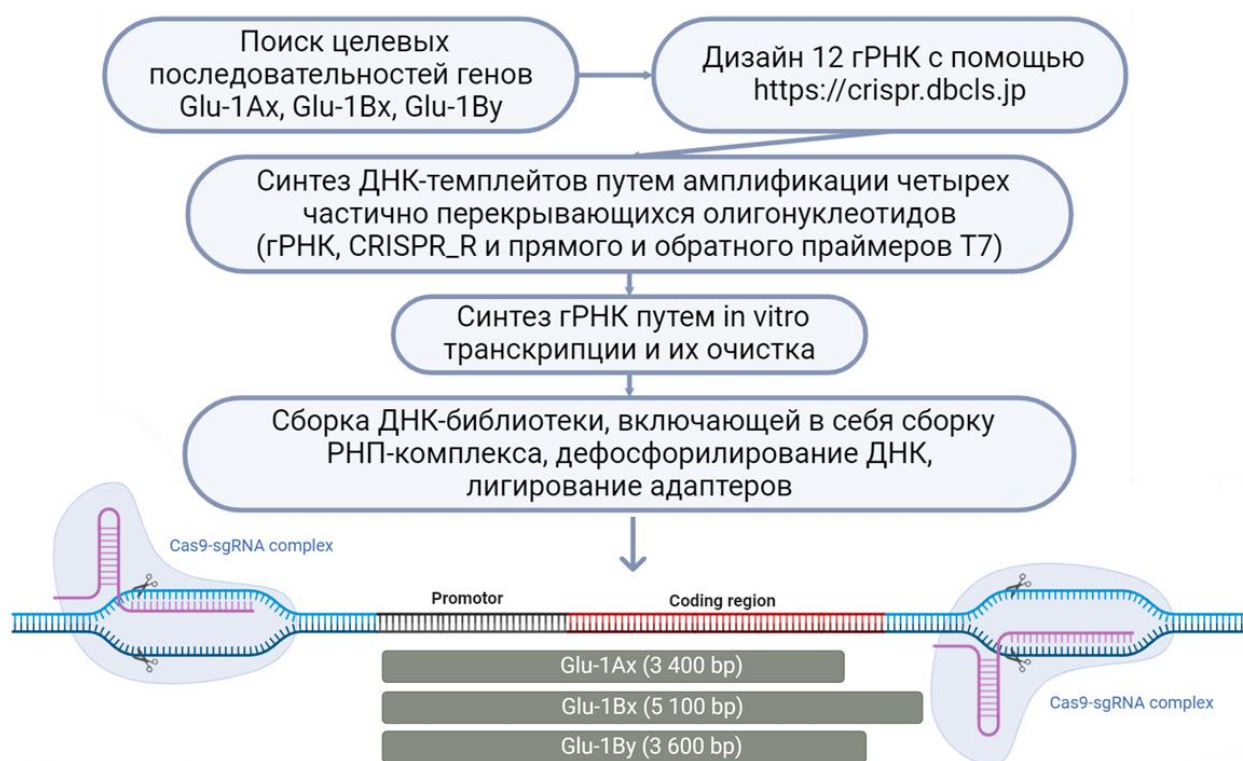 Поиск целевых
последовательностей генов
Glu-1Ax, Glu-1Bx, Glu-1By
Дизайн 12 гРНК с помощью
https://crispr.dbcls.jp
Синтез ДНК-темплейтов путем амплификации четырех
частично перекрывающихся олигонуклеотидов
(гРНК, CRISPR_R и прямого и обратного праймеров T7)
Синтез гРНК путем in vitro
транскрипции и их очистка
Сборка ДНК-библиотеки, включающей в себя сборку
РНП-комплекса, дефосфорилирование ДНК,
лигирование адаптеров
Cas9-sgRNA complex
Promotor
Coding region
Glu-1Ax (3 400 bp)
Glu-1Bx (5 100 bp)
Glu-1By (3 600 bp)
Cas9-sgRNA complex